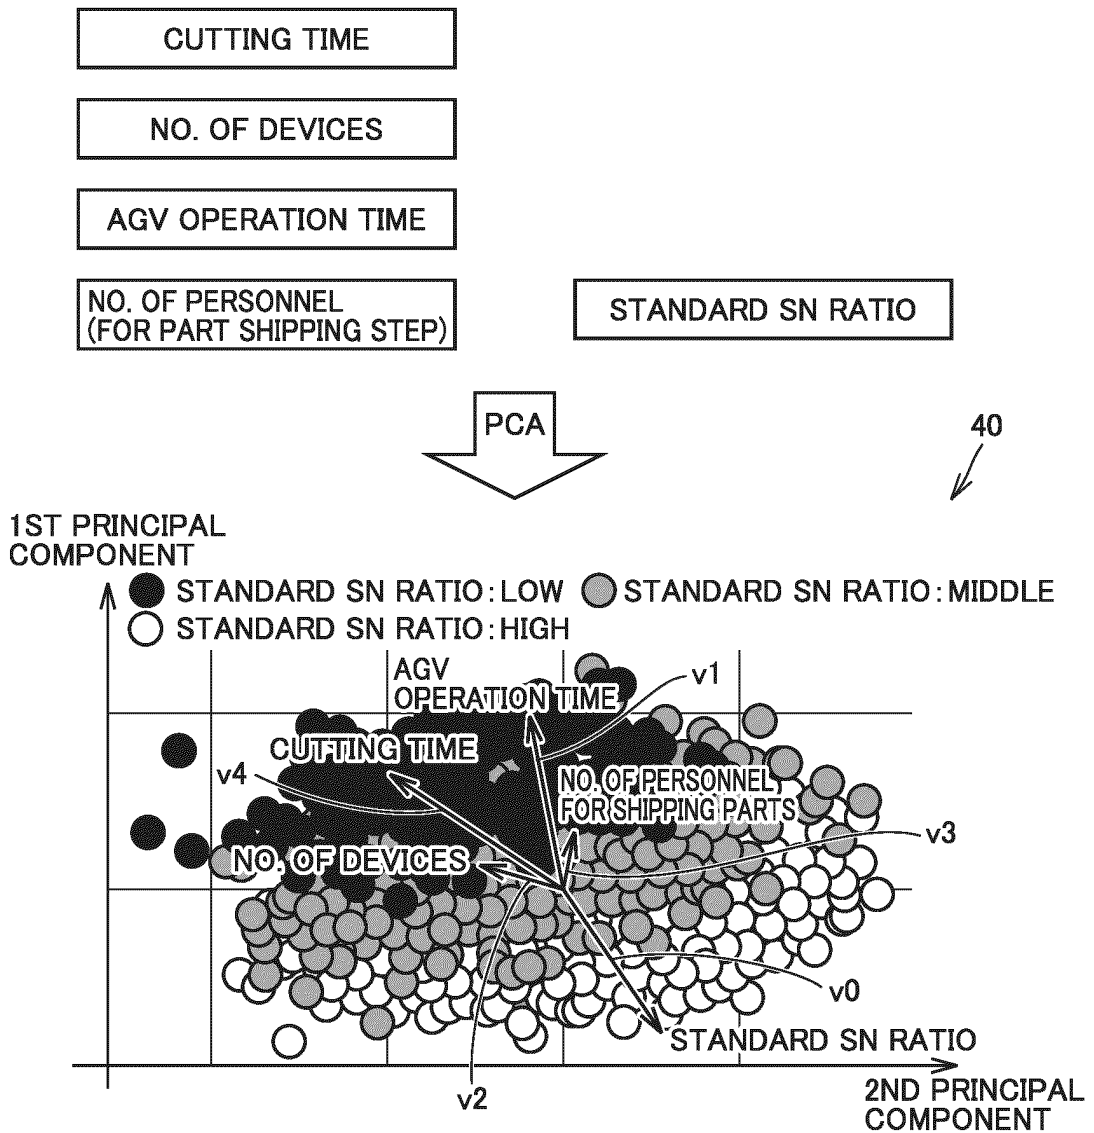 CUTTING TIME
NO. OF DEVICES
AGV OPERATION TIME
NO. OF PERSONNEL
(FOR PART SHIPPING STEP)
STANDARD SN RATIO
PCA
40
1ST PRINCIPAL
COMPONENT
STANDARD SN RATIO:LOW
STANDARD SN RATIO:MIDDLE
STANDARD SN RATIO:HIGH
AGV
OPERATION TIME
v1
CUTTING TIME
v4
NO. OF PERSONNEL
FOR SHIPPING PARTS
v3
NO. OF DEVICES
v0
STANDARD SN RATIO
v2
2ND PRINCIPAL
COMPONENT